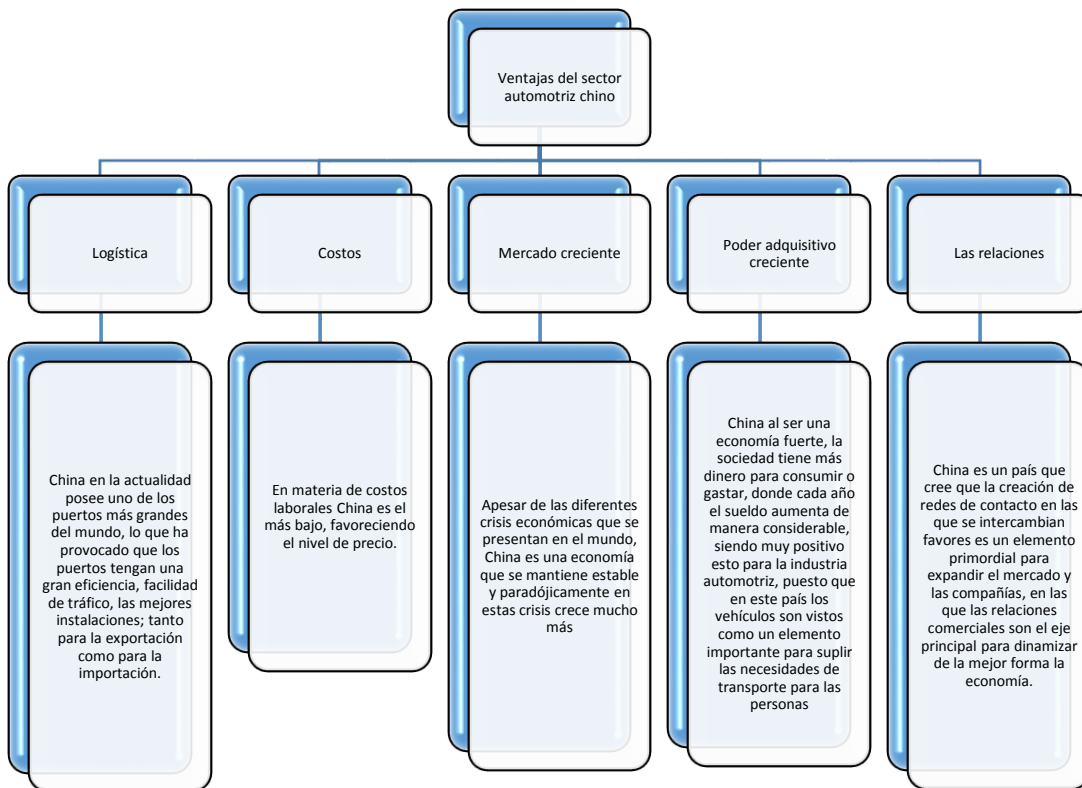 Ventajas del sector
automotriz chino
Logística
Costos
Mercado creciente
Poder adquisitivo
creciente
Las relaciones
China en la actualidad
posee uno de los
puertos más grandes
del mundo, lo que ha
provocado que los
puertos tengan una
gran eficiencia, facilidad
de tráfico, las mejores
instalaciones; tanto
para la exportación
como para la
importación.
En materia de costos
laborales China es el
más bajo, favoreciendo
el nivel de precio.
Apesar de las diferentes
crisis económicas que se
presentan en el mundo,
China es una economía
que se mantiene estable
y paradójicamente en
estas crisis crece mucho
más
China al ser una
economía fuerte, la
sociedad tiene más
dinero para consumir o
gastar, donde cada año
el sueldo aumenta de
manera considerable,
siendo muy positivo
esto para la industria
automotriz, puesto que
en este país los
vehículos son vistos
como un elemento
importante para suplir
las necesidades de
transporte para las
personas
China es un país que
cree que la creación de
redes de contacto en las
que se intercambian
favores es un elemento
primordial para
expandir el mercado y
las compañías, en las
que las relaciones
comerciales son el eje
principal para dinamizar
de la mejor forma la
economía.